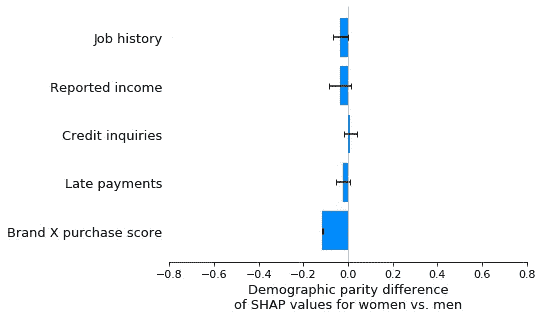 Job history
Reported income
Credit inquiries
Late payments
Brand X purchase score
−0.8 −0.6 −0.4 −0.2 0.0 0.2 0.4 0.6 0.8
Demographic parity difference
of SHAP values for women vs. men